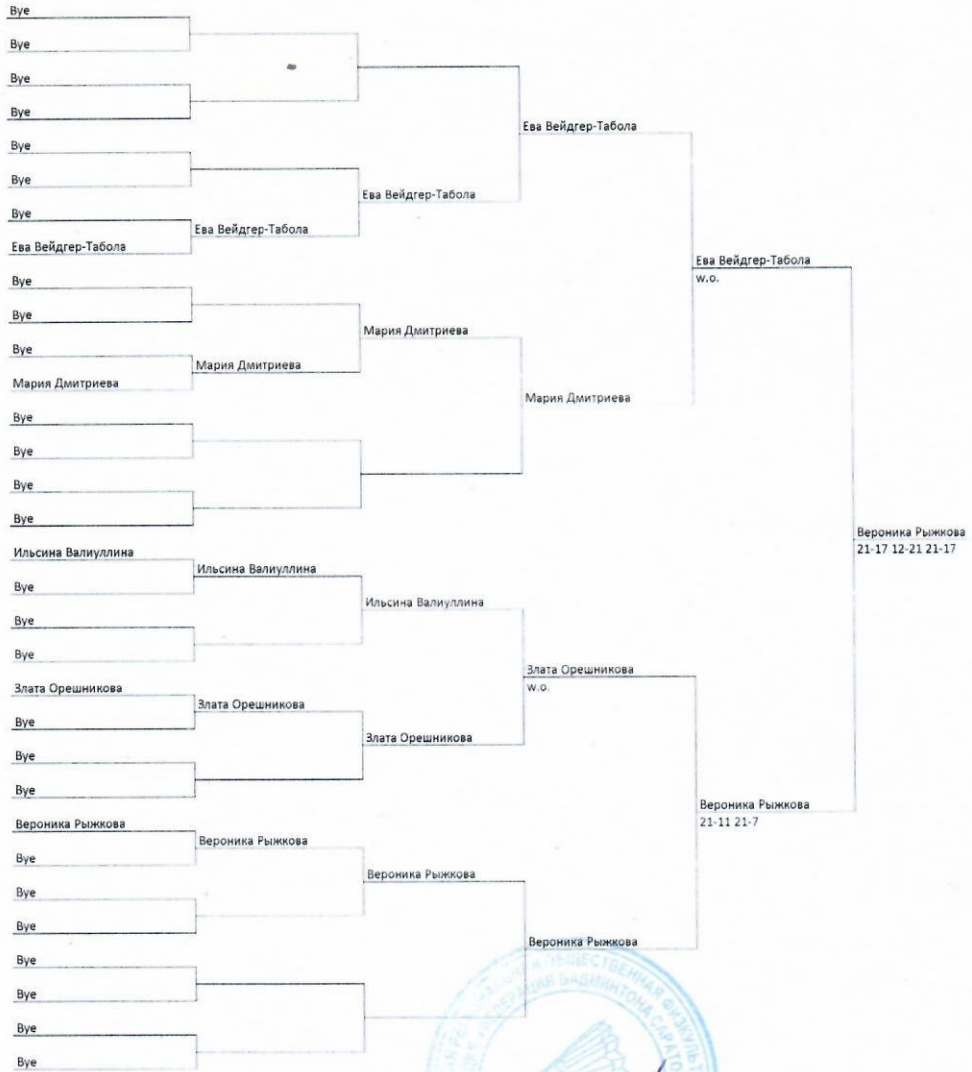 Bye
Bye
Bye
Bye
Ева Вейдгер-Табола
Bye
Bye
Ева Вейдгер-Табола
Bye
Ева Вейдгер-Табола
Ева Вейдгер-Табола
Ева Вейдгер-Табола
w.o.
Bye
Bye
Мария Дмитриева
Bye
Мария Дмитриева
Мария Дмитриева
Мария Дмитриева
Bye
Bye
Bye
Bye
Вероника Рыжкова
21-17 12-21 21-17
Ильсина Валиуллина
Ильсина Валиуллина
Bye
Ильсина Валиуллина
Bye
Bye
Злата Орешникова
w.o.
Злата Орешникова
Злата Орешникова
Bye
Злата Орешникова
Bye
Bye
Вероника Рыжкова
21-11 21-7
Вероника Рыжкова
Вероника Рыжкова
Bye
Вероника Рыжкова
Bye
Bye
Вероника Рыжкова
Bye
Bye
Bye
Bye
ОБЩЕСТВЕННАЯ
БАДМИНТОНА